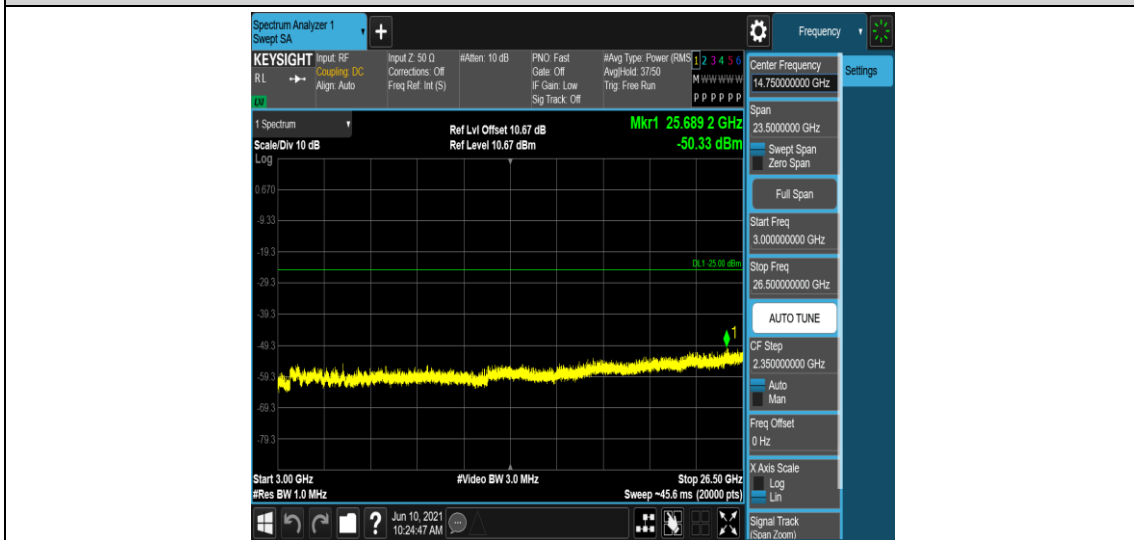 Spectrum Analyzer 1
Swept SA
+
Frequency
KEYSIGHT
RL
LXI
Input: RF
Coupling: DC
Align: Auto
Input Z: 50 Ω
Corrections: Off
Freq Ref: Int (S)
#Atten: 10 dB
PNO: Fast
Gate: Off
IF Gain: Low
Sig Track: Off
#Avg Type: Power (RMS
Avg|Hold: 37/50
Trig: Free Run
1 2 3 4 5 6
M W W W W W
P P P P P P
1 Spectrum
Scale/Div 10 dB
Log
Ref Lvl Offset 10.67 dB
Ref Level 10.67 dBm
Mkr1 25.689 2 GHz
-50.33 dBm
0.670
-9.33
-19.3
DL1 -25.00 dBm
-29.3
-39.3
1
-49.3
-59.3
-69.3
-79.3
Start 3.00 GHz
#Video BW 3.0 MHz
Stop 26.50 GHz
#Res BW 1.0 MHz
Sweep ~45.6 ms (20000 pts)
?
Jun 10, 2021
10:24:47 AM
Center Frequency
14.750000000 GHz
Settings
Span
23.5000000 GHz
Swept Span
Zero Span
Full Span
Start Freq
3.000000000 GHz
Stop Freq
26.500000000 GHz
AUTO TUNE
CF Step
2.350000000 GHz
Auto
Man
Freq Offset
0 Hz
X Axis Scale
Log
Lin
Signal Track
(Span Zoom)